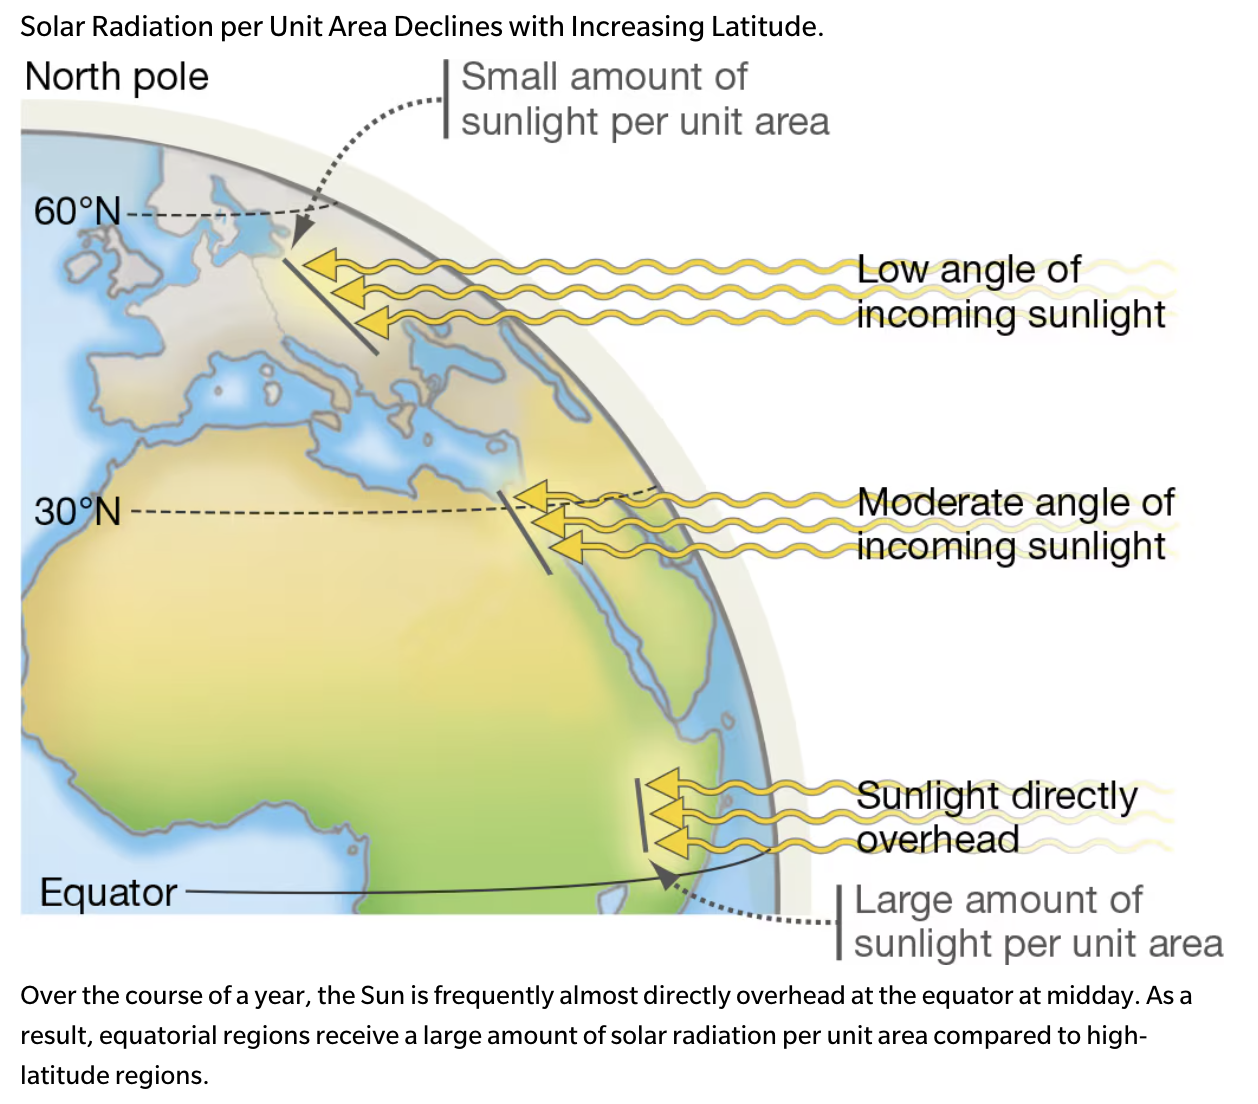 Solar Radiation per Unit Area Declines with Increasing Latitude.
North pole
Small amount of
sunlight per unit area
60°N
Low angle of
incoming sunlight
30°N
Moderate angle of
incoming sunlight
Sunlight directly
overhead
Equator
Large amount of
sunlight per unit area
Over the course of a year, the Sun is frequently almost directly overhead at the equator at midday. As a
result, equatorial regions receive a large amount of solar radiation per unit area compared to high-
latitude regions.